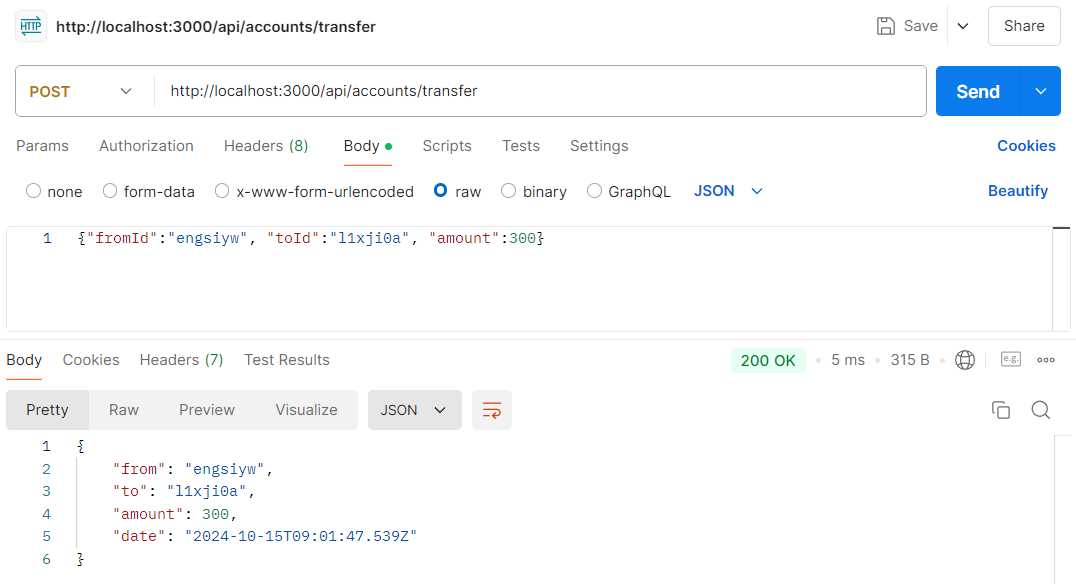 HTTP http://localhost:3000/api/accounts/transfer Save Share
POST http://localhost:3000/api/accounts/transfer Send
Params Authorization Headers (8) Body Scripts Tests Settings Cookies
none form-data x-www-form-urlencoded raw binary GraphQL JSON Beautify
1 {"fromId":"engsiyw", "toId":"l1xji0a", "amount":300}
Body Cookies Headers (7) Test Results 200 OK 5 ms 315 B e.g.
Pretty Raw Preview Visualize JSON
1 {
2 "from": "engsiyw",
3 "to": "l1xji0a",
4 "amount": 300,
5 "date": "2024-10-15T09:01:47.539Z"
6 }